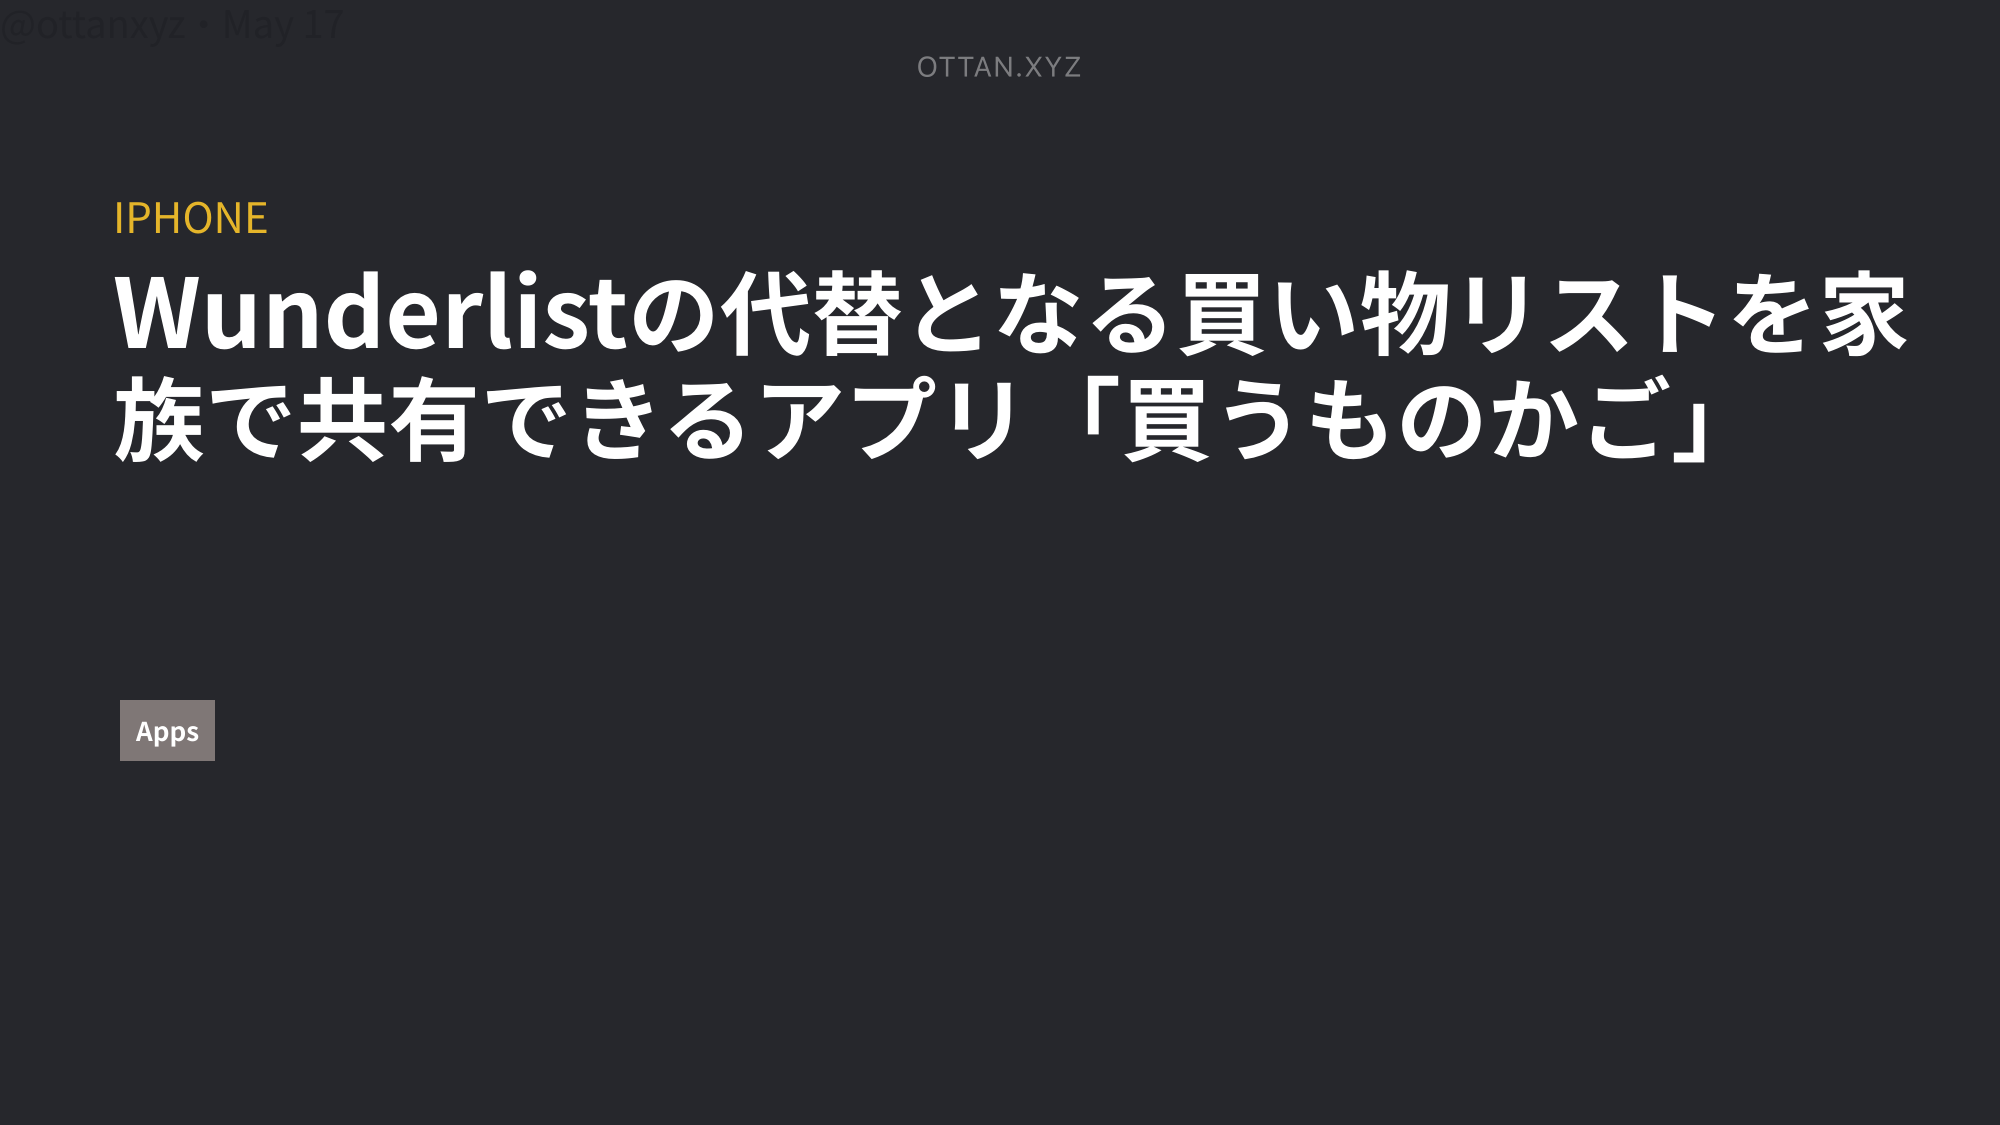 @ottanxyz・May 17
OTTAN.XYZ
IPHONE
Wunderlistの代替となる買い物リストを家
族で共有できるアプリ「買うものかご」
Apps